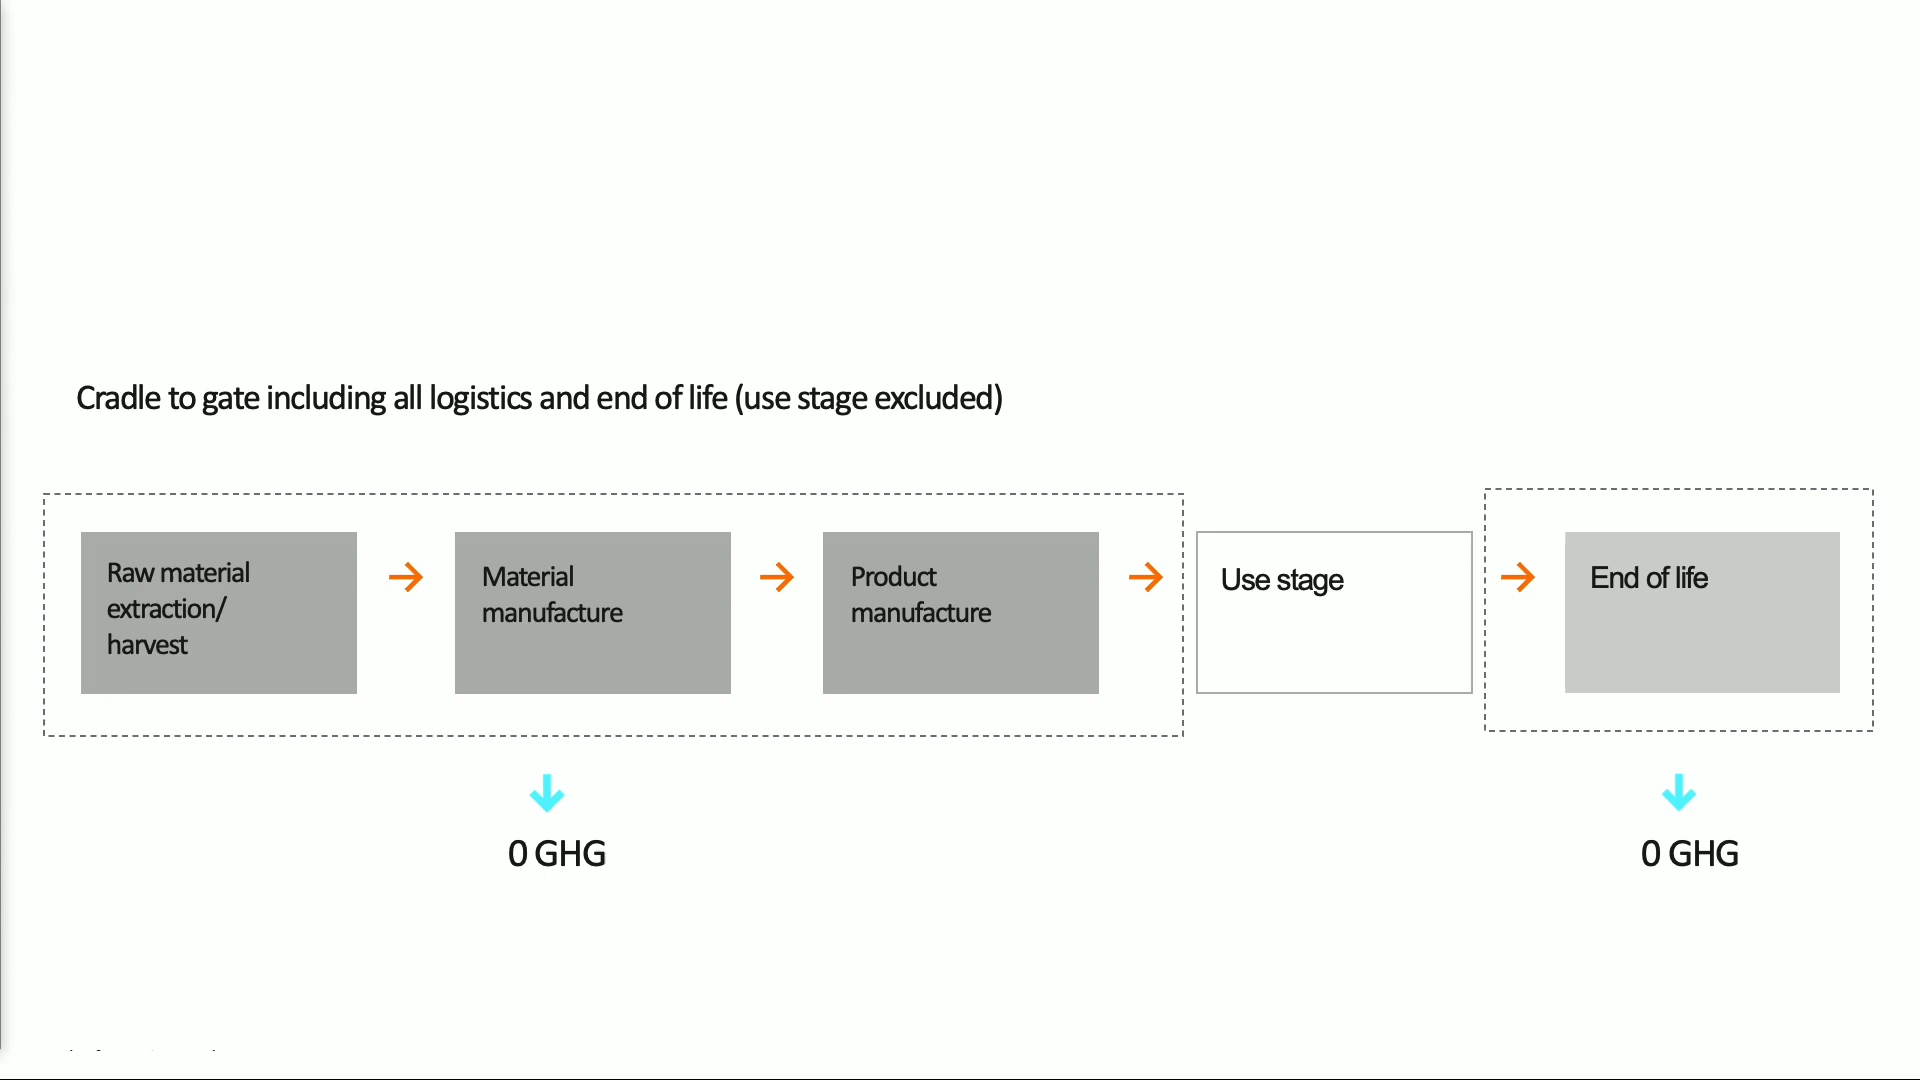 Cradle to gate including all logistics and end of life (use stage excluded)
Raw material
extraction/
harvest
Material
manufacture
Product
manufacture
Use stage
End of life
0 GHG
0 GHG